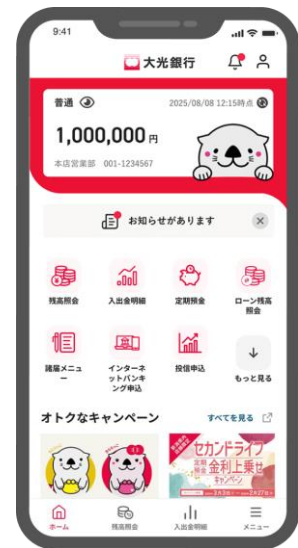 9:41
大光銀行
普通
2025/08/08 12:15時点
1,000,000 円
本店営業部 001-1234567
お知らせがあります
残高照会
入出金明細
定期預金
ローン残高
照会
諸届メニュ
ー
インターネ
ットバンキ
ング申込
投信申込
もっと見る
オトクなキャンペーン
すべてを見る
セカンドライフ
定期預金
金利上乗せ
キャンペーン
ホーム
残高照会
入出金明細
メニュー